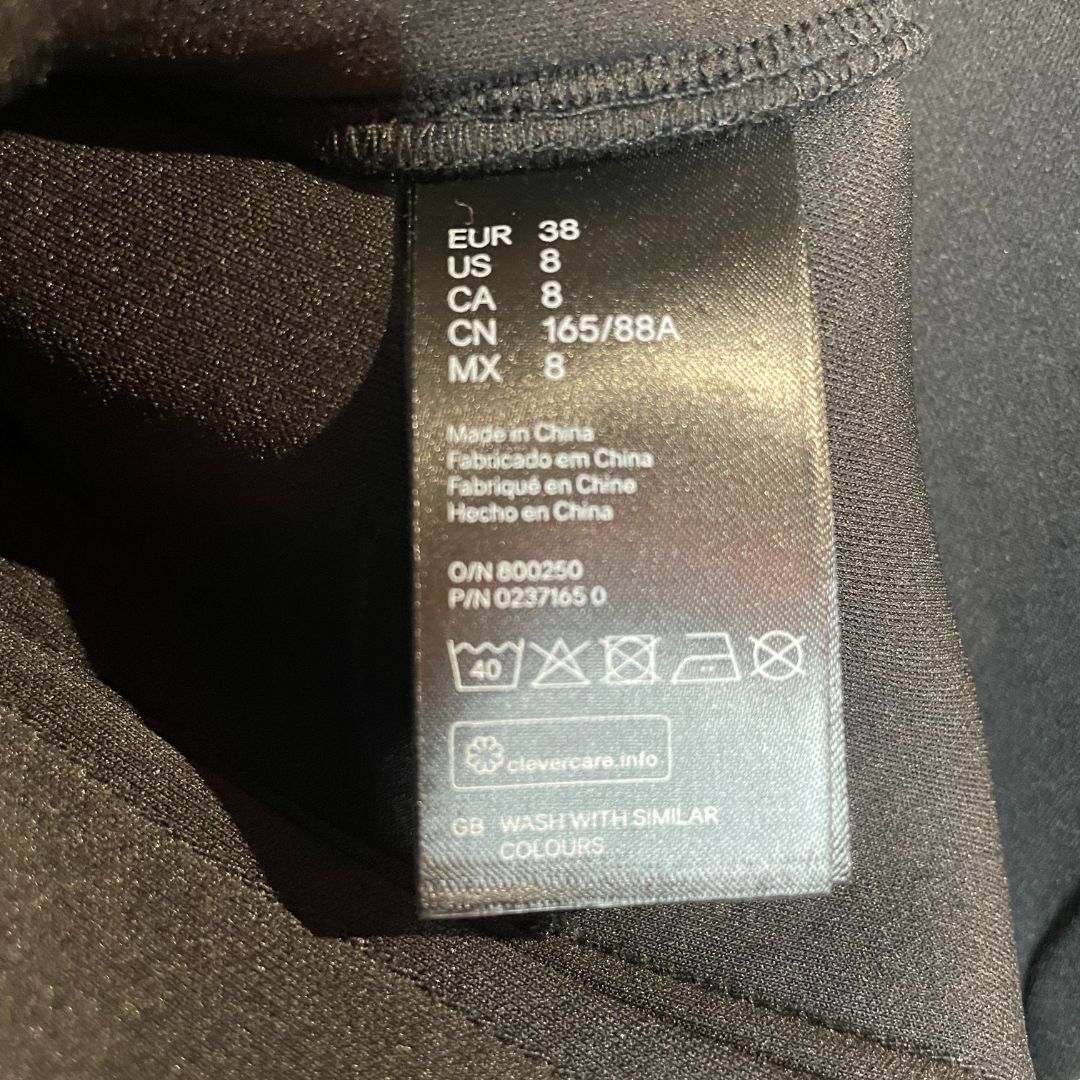 EUR 38
US 8
CA 8
CN 165/88A
MX 8
Made in China
Fabricado em China
Fabriqué en Chine
Hecho en China
O/N 800250
P/N 0237165 0
40
clevercare.info
GB WASH WITH SIMILAR
COLOURS